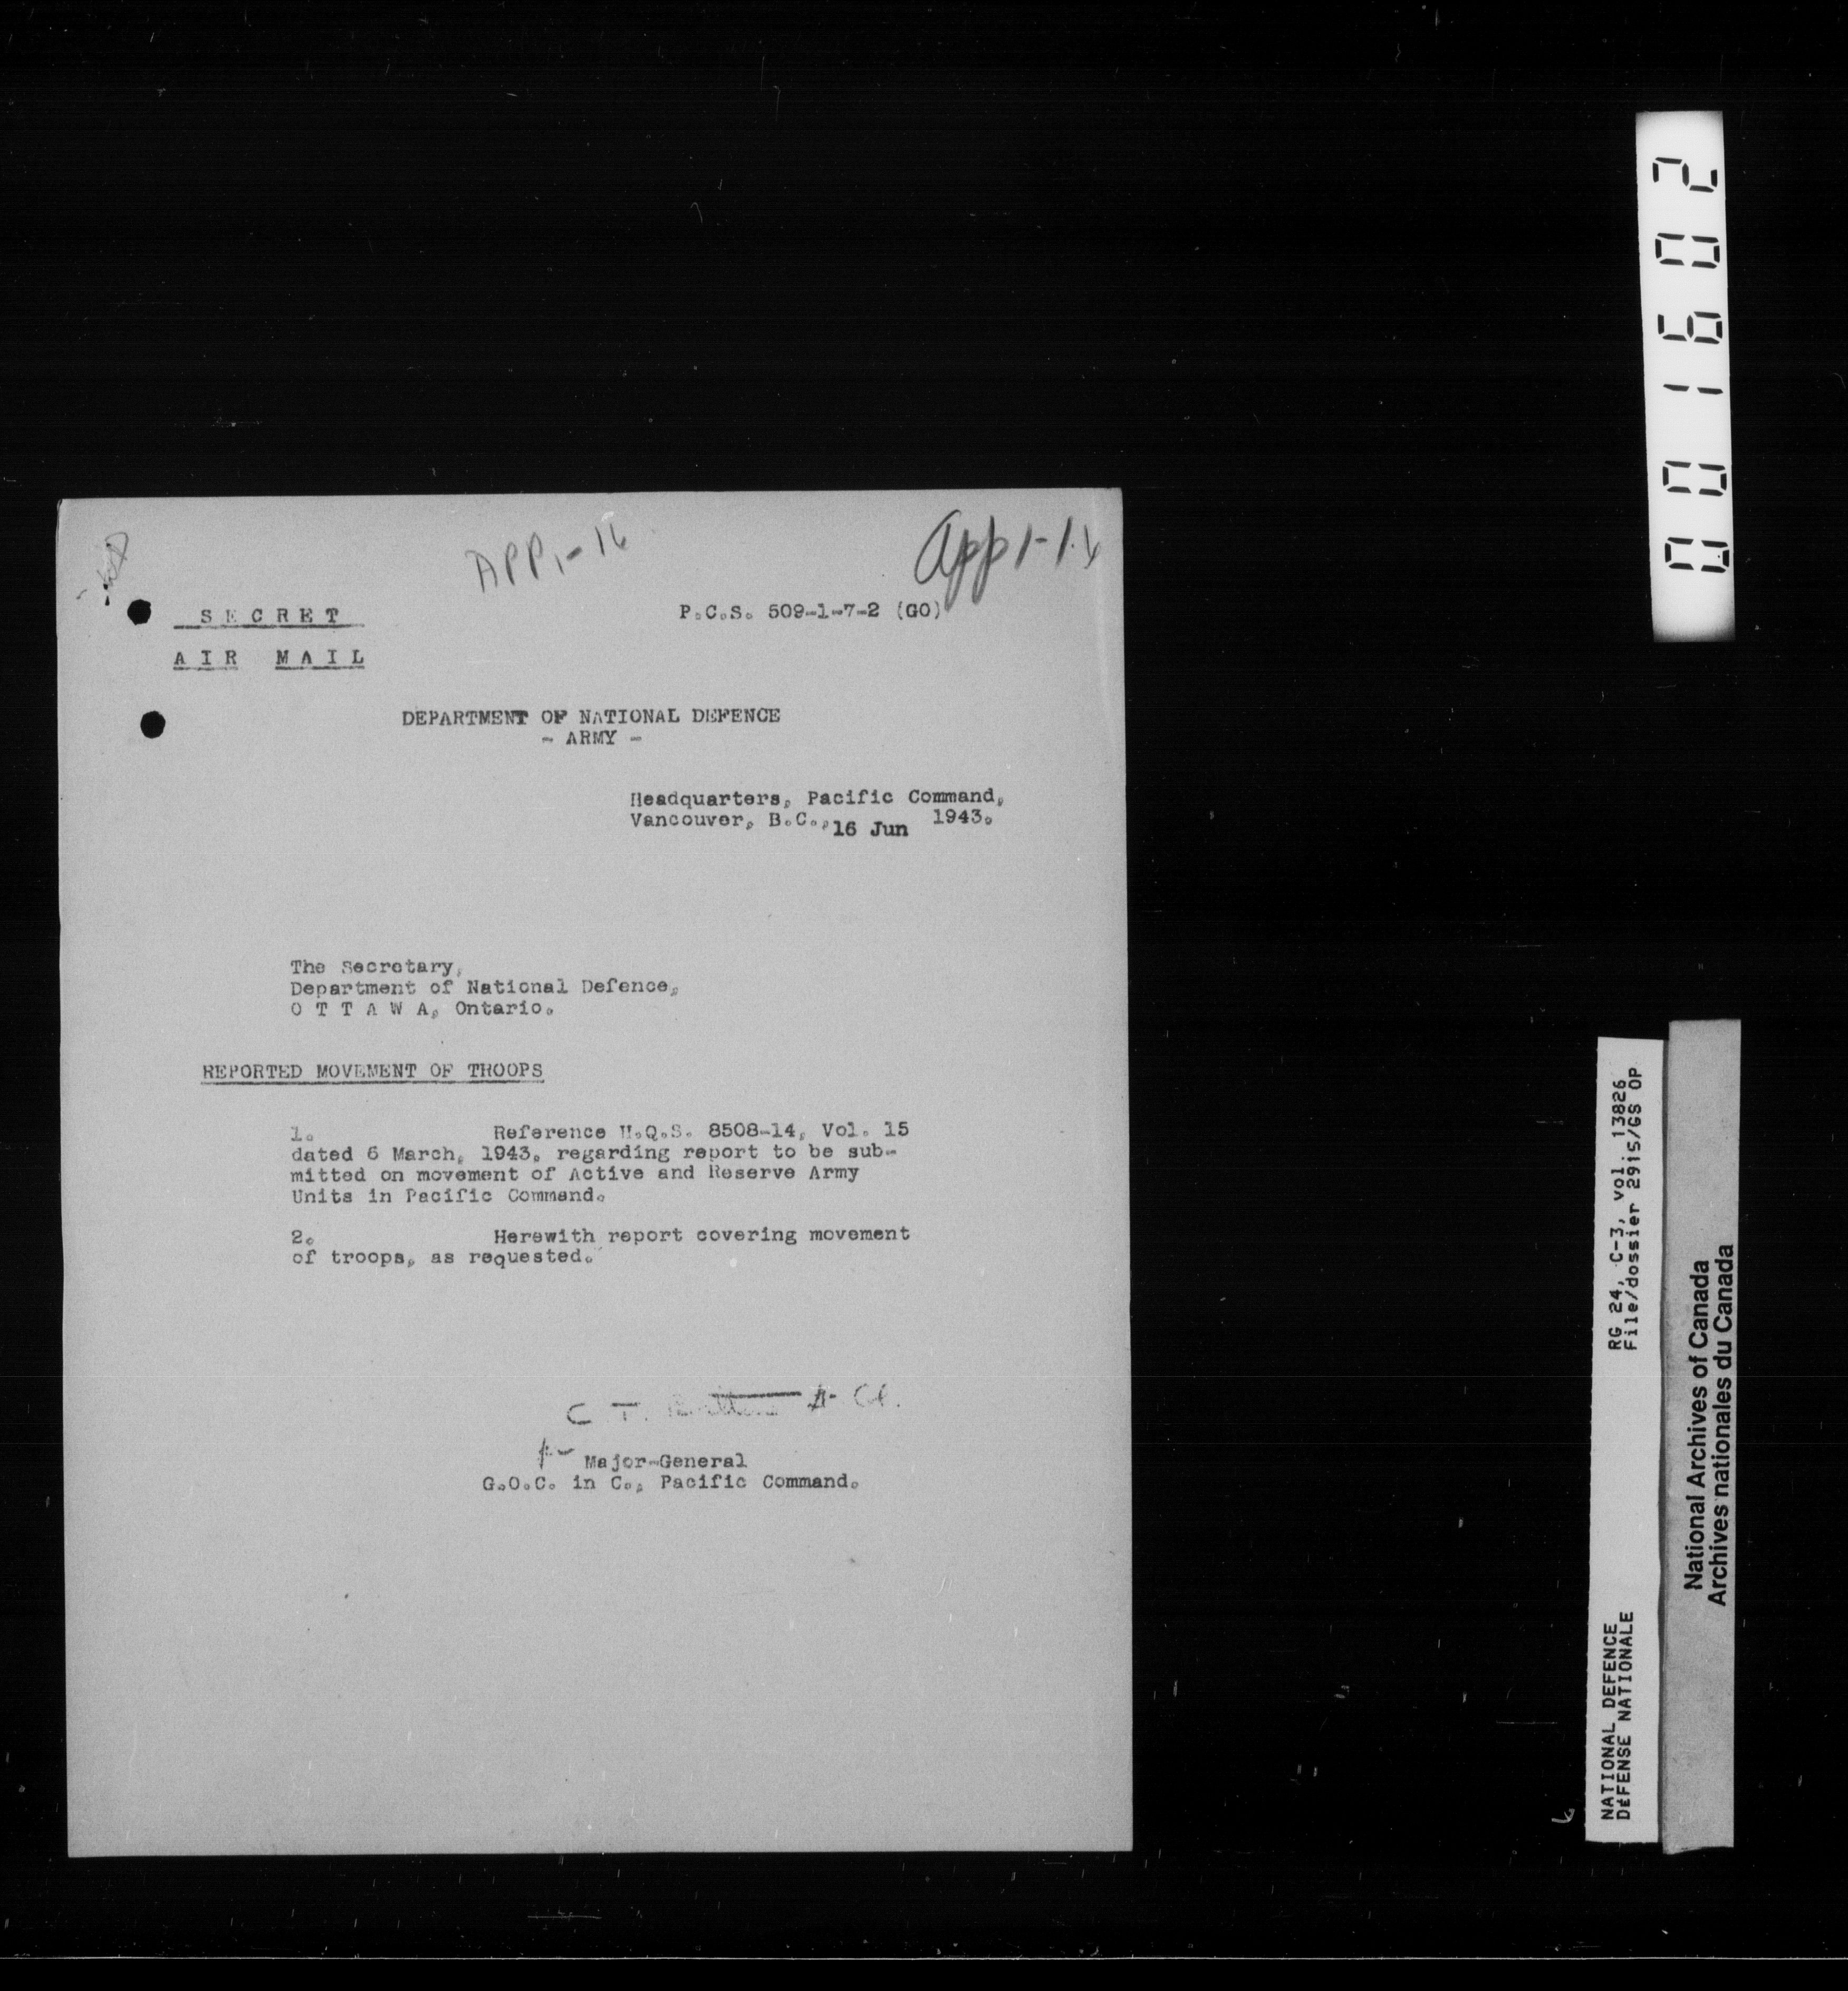 APP1-16
App 1-1
SECRET
P.C.S. 509-1-7-2 (GO)
AIR MAIL
DEPARTMENT OF NATIONAL DEFENCE
- ARMY -
Headquarters, Pacific Command,
Vancouver, B.C., 16 Jun 1943.
The Secretary,
Department of National Defence,
O T T A W A, Ontario.
REPORTED MOVEMENT OF TROOPS
1. Reference H.Q.S. 8508-14, Vol. 15
dated 6 March, 1943, regarding report to be sub-
mitted on movement of Active and Reserve Army
Units in Pacific Command.
2. Herewith report covering movement
of troops, as requested.
C T.
Major-General
G.O.C. in C., Pacific Command.
001602
RG 24, C-3, vol. 13826
File/dossier 2915/GS OP
NATIONAL DEFENCE
DÉFENSE NATIONALE
National Archives of Canada
Archives nationales du Canada